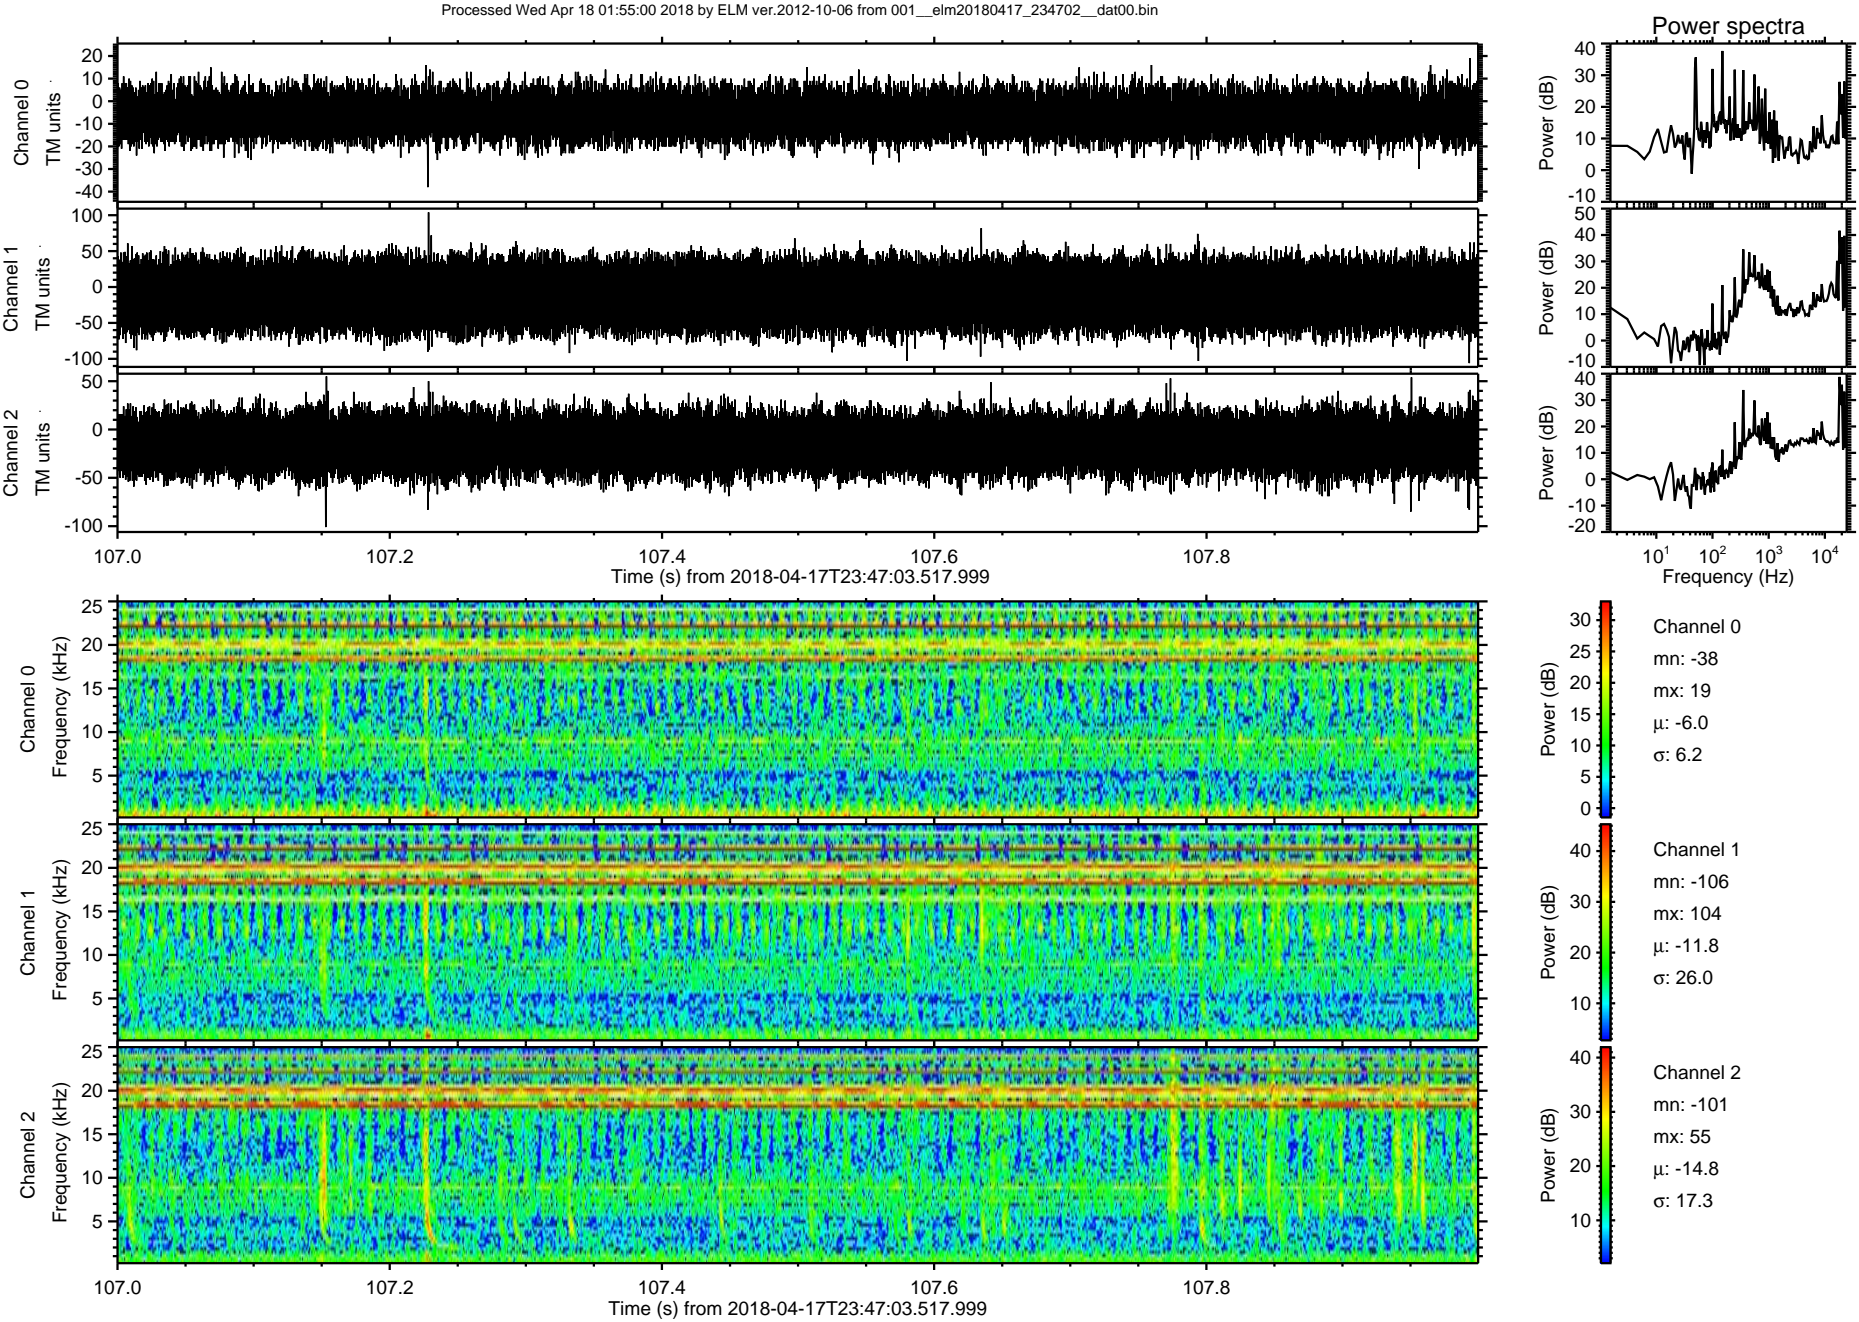 Processed Wed Apr 18 01:55:00 2018 by ELM ver.2012-10-06 from 001__elm20180417_234702__dat00.bin
Power spectra
Channel 0
TM units
20
10
0
-10
-20
-30
-40
Power (dB)
40
30
20
10
0
-10
Channel 1
TM units
100
50
0
-50
-100
Power (dB)
50
40
30
20
10
0
-10
Channel 2
TM units
50
0
-50
-100
Power (dB)
40
30
20
10
0
-10
-20
107.0 107.2 107.4 107.6 107.8
Time (s) from 2018-04-17T23:47:03.517.999
10¹ 10² 10³ 10⁴
Frequency (Hz)
Channel 0
Frequency (kHz)
25
20
15
10
5
Power (dB)
30
25
20
15
10
5
0
Channel 0
mn: -38
mx: 19
μ: -6.0
σ: 6.2
Channel 1
Frequency (kHz)
25
20
15
10
5
Power (dB)
40
30
20
10
Channel 1
mn: -106
mx: 104
μ: -11.8
σ: 26.0
Channel 2
Frequency (kHz)
25
20
15
10
5
Power (dB)
40
30
20
10
Channel 2
mn: -101
mx: 55
μ: -14.8
σ: 17.3
107.0 107.2 107.4 107.6 107.8
Time (s) from 2018-04-17T23:47:03.517.999